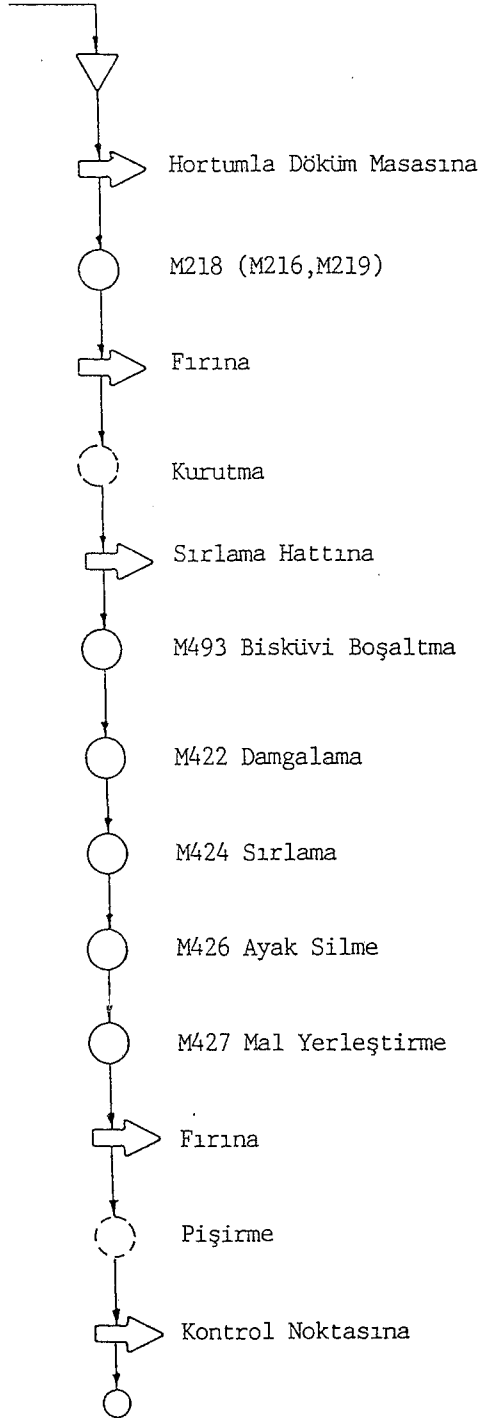 Hortumla Döküm Masasına
M218 (M216,M219)
Fırına
Kurutma
Sırlama Hattına
M493 Bisküvi Boşaltma
M422 Damgalama
M424 Sırlama
M426 Ayak Silme
M427 Mal Yerleştirme
Fırına
Pişirme
Kontrol Noktasına